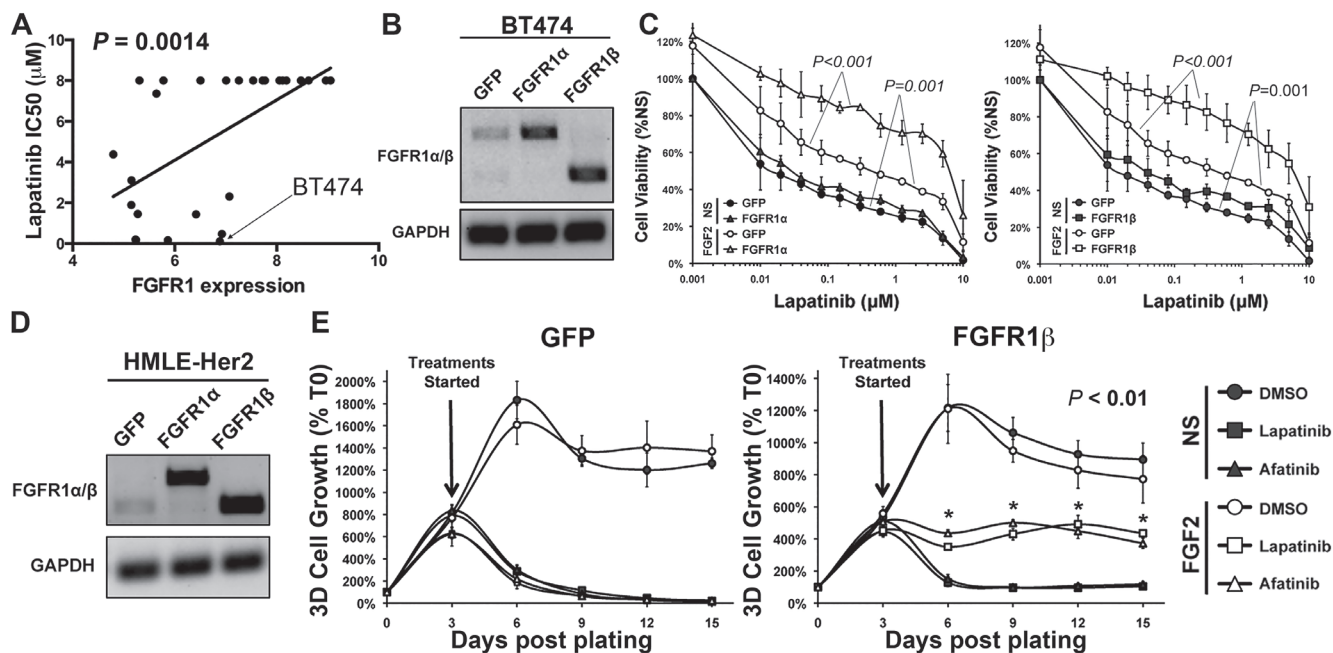 A
P = 0.0014
Lapatinib IC50 (µM)
10
8
6
4
2
0
BT474
4
6
8
10
FGFR1 expression
B
BT474
GFP
FGFR1α
FGFR1β
FGFR1α/β
GAPDH
C
Cell Viability (%NS)
120%
100%
80%
60%
40%
20%
0%
P<0.001
P=0.001
NS
GFP
FGFR1α
FGF2
GFP
FGFR1α
0.001
0.01
0.1
1
10
Lapatinib (µM)
Cell Viability (%NS)
120%
100%
80%
60%
40%
20%
0%
P<0.001
P=0.001
NS
GFP
FGFR1β
FGF2
GFP
FGFR1β
0.001
0.01
0.1
1
10
Lapatinib (µM)
D
HMLE-Her2
GFP
FGFR1α
FGFR1β
FGFR1α/β
GAPDH
E
GFP
Treatments
Started
3D Cell Growth (% T0)
2000%
1800%
1600%
1400%
1200%
1000%
800%
600%
400%
200%
0%
0
3
6
9
12
15
Days post plating
FGFR1β
Treatments
Started
P < 0.01
3D Cell Growth (% T0)
1400%
1200%
1000%
800%
600%
400%
200%
0%
*
*
*
*
0
3
6
9
12
15
Days post plating
NS
DMSO
Lapatinib
Afatinib
FGF2
DMSO
Lapatinib
Afatinib